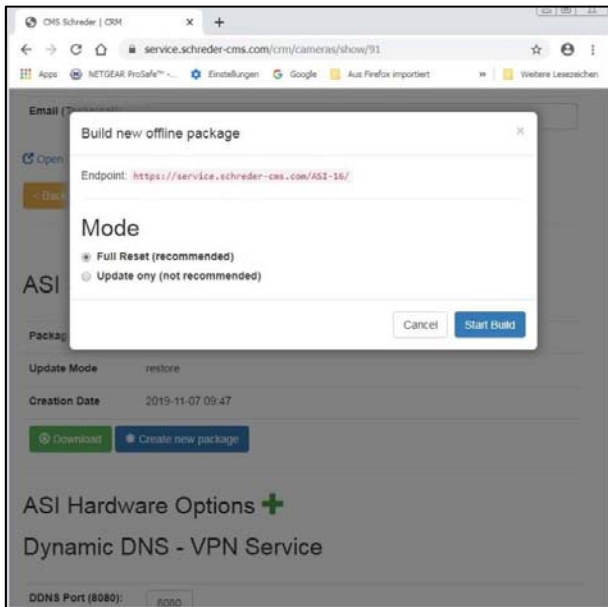 CMS Schreder | CRM
service.schreder-cms.com/crm/cameras/show/91
Apps NETGEAR ProSafe™ -... Einstellungen Google Aus Firefox importiert » Weitere Lesezeichen
Email
Build new offline package
Open
Endpoint: https://service.schreder-cms.com/ASI-16/
< Back
Mode
Full Reset (recommended)
Update ony (not recommended)
ASI
Cancel Start Build
Packag
Update Mode restore
Creation Date 2019-11-07 09:47
Download Create new package
ASI Hardware Options
Dynamic DNS - VPN Service
DDNS Port (8080): 8080